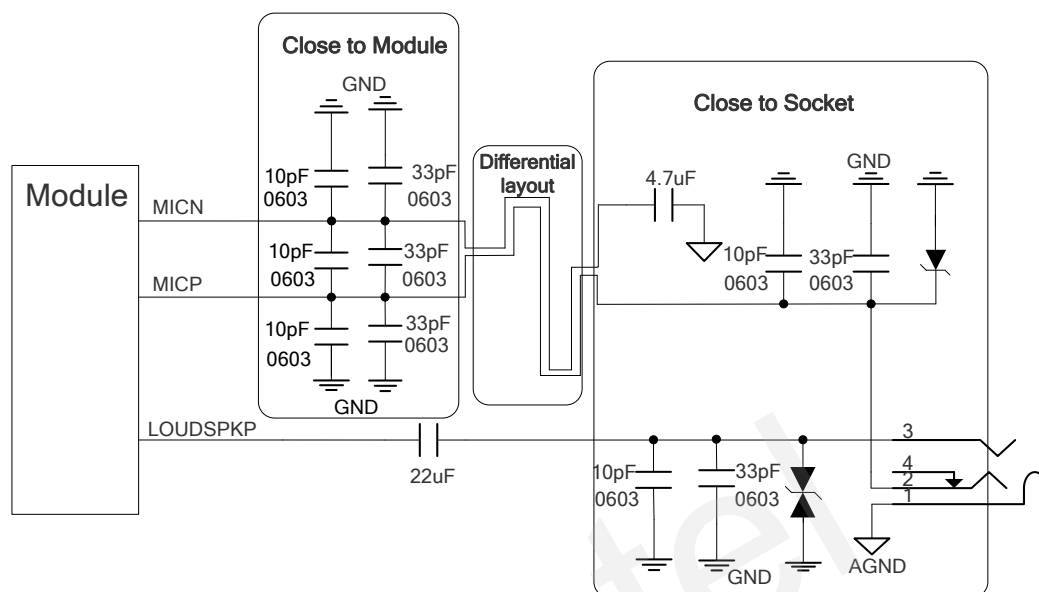 Close to Module
GND
10pF
0603
33pF
0603
Module
MICN
10pF
0603
33pF
0603
MICP
10pF
0603
33pF
0603
GND
Differential
layout
Close to Socket
4.7uF
GND
10pF
0603
33pF
0603
LOUDSPKP
22uF
10pF
0603
33pF
0603
GND
3
4
2
1
AGND
tel